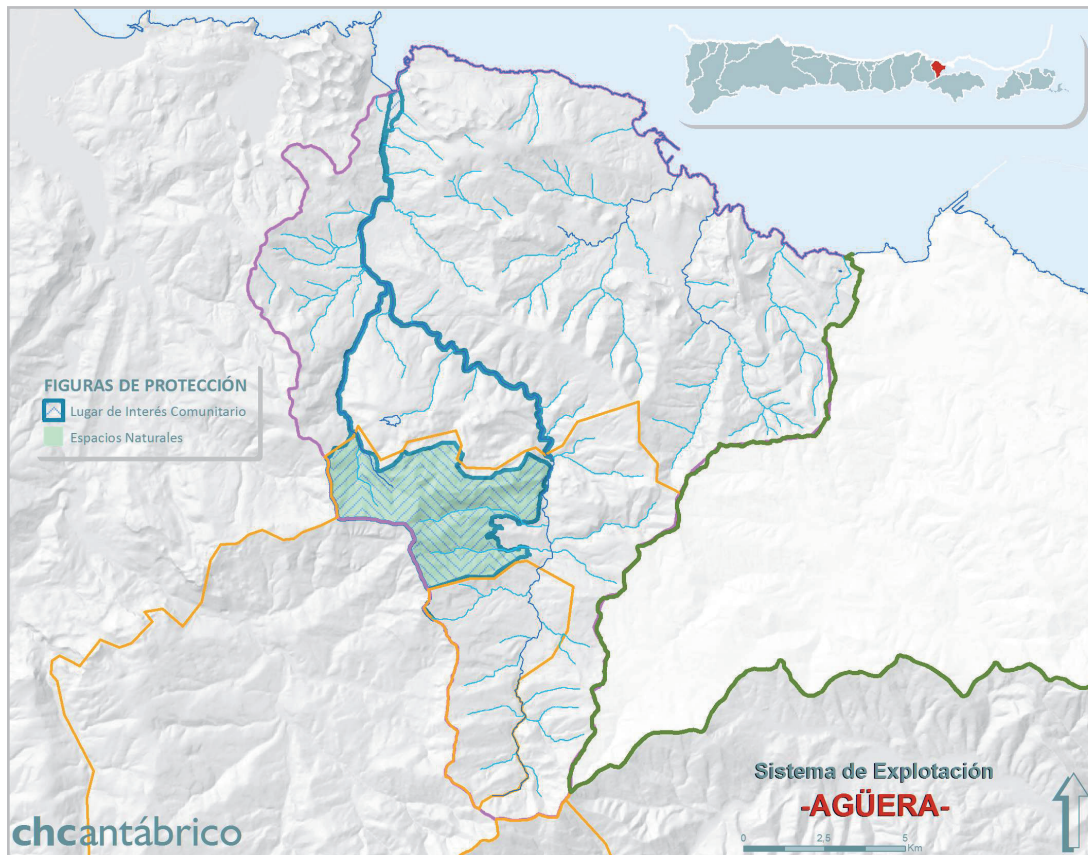 FIGURAS DE PROTECCIÓN
Lugar de Interés Comunitario
Espacios Naturales
Sistema de Explotación
-AGÜERA-
0 2,5 5
Km
chcantábrico